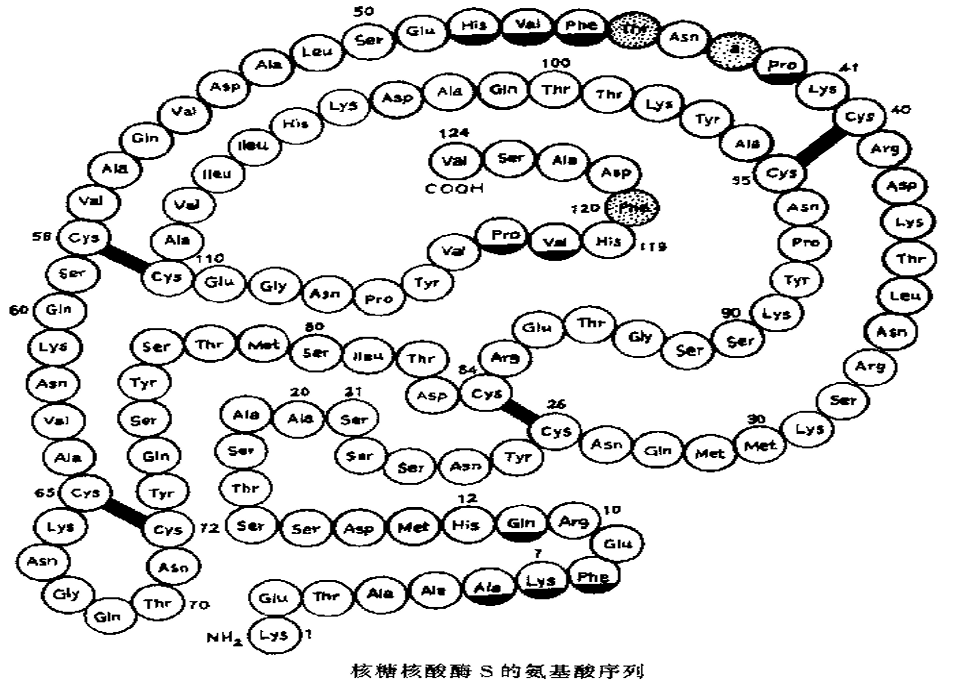 50
Val Ala Gln Val Asp Ala Leu Ser Glu His Val Phe Thr Asn Pro Lys 41
Cys 40 Arg Asp Lys Thr Leu Asn Arg Ser Lys Met 30 Met Gln Asn Cys 26
100
Ala Val Ileu Ileu His Lys Asp Ala Gln Thr Thr Lys Tyr Ala Cys 95
Asn Pro Tyr Lys Ser 90 Ser Gly Thr Glu Arg Cys 84
124
Val Ser Ala Asp
COOH
120 Phe
58 Cys Cys 110 Glu Gly Asn Pro Tyr Val Pro Val His 119
Ser
60 Gln
Lys
Asn
Val
Ala
65 Cys
Lys
Asn
Gly
Gln
Thr 70
Asn
Cys 72
Tyr
Gln
Ser
Tyr
80
Ser Thr Met Ser Ileu Thr Asp
20 21
Ala Ala Ser
Ser Ser Ser Asn Tyr
Thr
12
Ser Ser Asp Met His Gln Arg 10
Glu
7
Glu Thr Ala Ala Ala Lys Phe
NH2 Lys 1
核糖核酸酶 S 的氨基酸序列